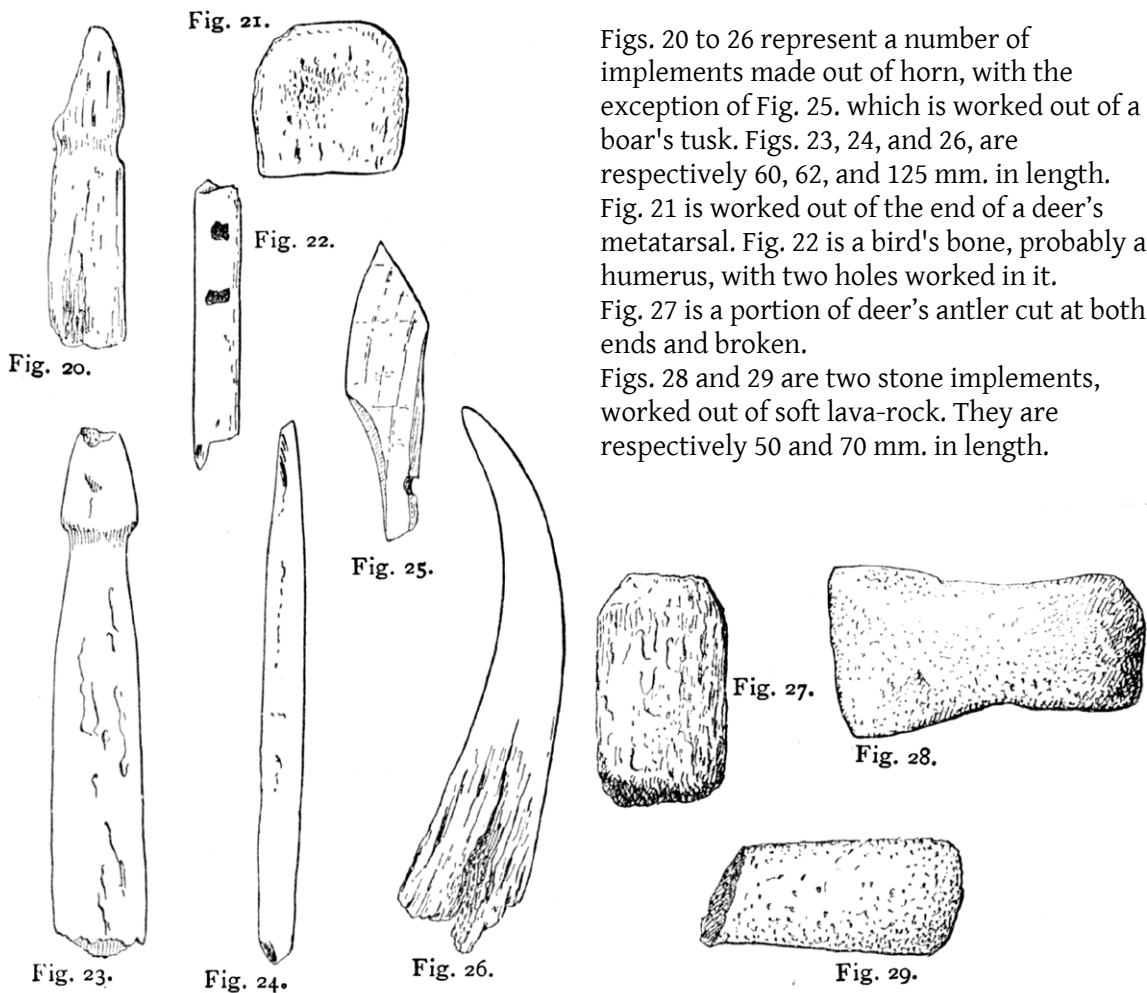 Fig. 21.
Figs. 20 to 26 represent a number of
implements made out of horn, with the
exception of Fig. 25. which is worked out of a
boar's tusk. Figs. 23, 24, and 26, are
respectively 60, 62, and 125 mm. in length.
Fig. 21 is worked out of the end of a deer’s
metatarsal. Fig. 22 is a bird's bone, probably a
humerus, with two holes worked in it.
Fig. 27 is a portion of deer’s antler cut at both
ends and broken.
Figs. 28 and 29 are two stone implements,
worked out of soft lava-rock. They are
respectively 50 and 70 mm. in length.
Fig. 22.
Fig. 20.
Fig. 25.
Fig. 27.
Fig. 28.
Fig. 23.
Fig. 24.
Fig. 26.
Fig. 29.